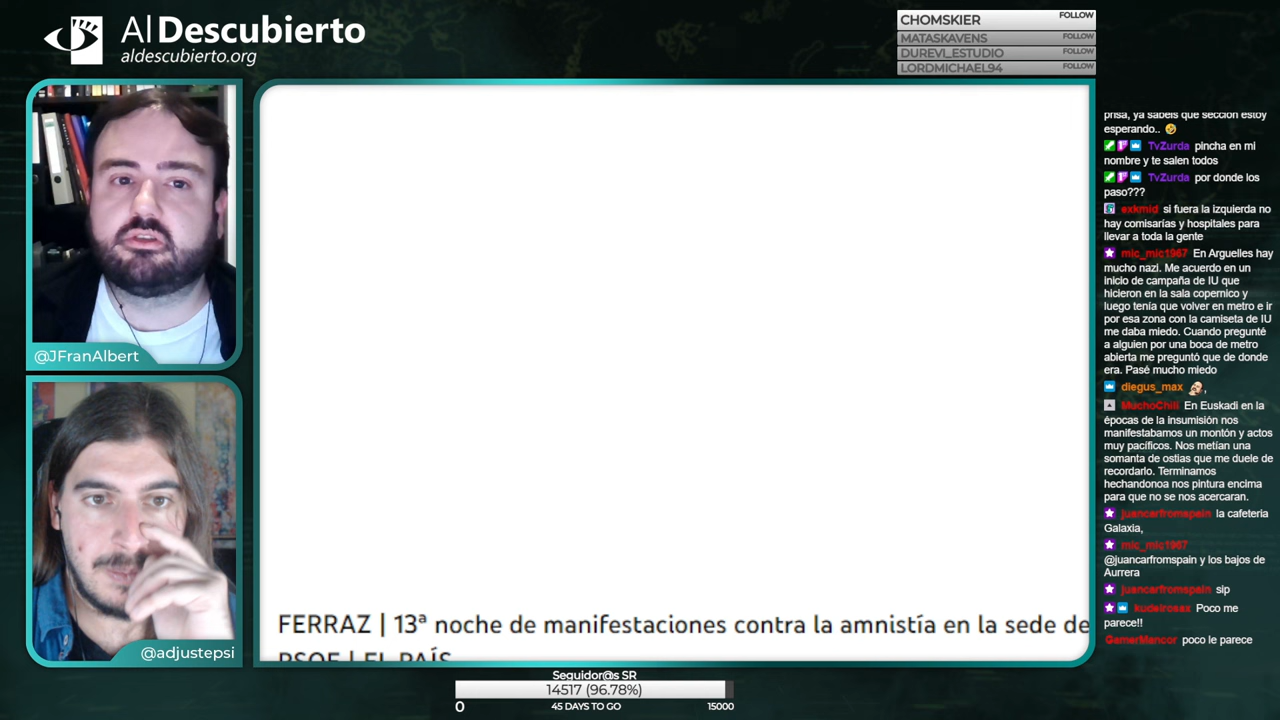 Al Descubierto
aldescubierto.org
CHOMSKIER FOLLOW
MATASKAVENS FOLLOW
DUREVI_ESTUDIO FOLLOW
LORDMICHAEL94 FOLLOW
@JFranAlbert
@adjustepsi
FERRAZ | 13ª noche de manifestaciones contra la amnistía en la sede de
PSOE | EL PAÍS
prisa, ya sabéis que sección estoy
esperando..
TvZurda pincha en mi
nombre y te salen todos
TvZurda por donde los
paso???
exkmid si fuera la izquierda no
hay comisarías y hospitales para
llevar a toda la gente
mic_mic1967 En Arguelles hay
mucho nazi. Me acuerdo en un
inicio de campaña de IU que
hicieron en la sala copernico y
luego tenía que volver en metro e ir
por esa zona con la camiseta de IU
me daba miedo. Cuando pregunté
a alguien por una boca de metro
abierta me preguntó que de donde
era. Pasé mucho miedo
diegus_max ,
MuchoChili En Euskadi en la
épocas de la insumisión nos
manifestabamos un montón y actos
muy pacíficos. Nos metían una
somanta de ostias que me duele de
recordarlo. Terminamos
hechandonoa nos pintura encima
para que no se nos acercaran.
juancarfromspain la cafeteria
Galaxia,
mic_mic1967
@juancarfromspain y los bajos de
Aurrera
juancarfromspain sip
kudeirosax Poco me
parece!!
GamerMancor poco le parece
Seguidor@s SR
14517 (96.78%)
0 45 DAYS TO GO 15000